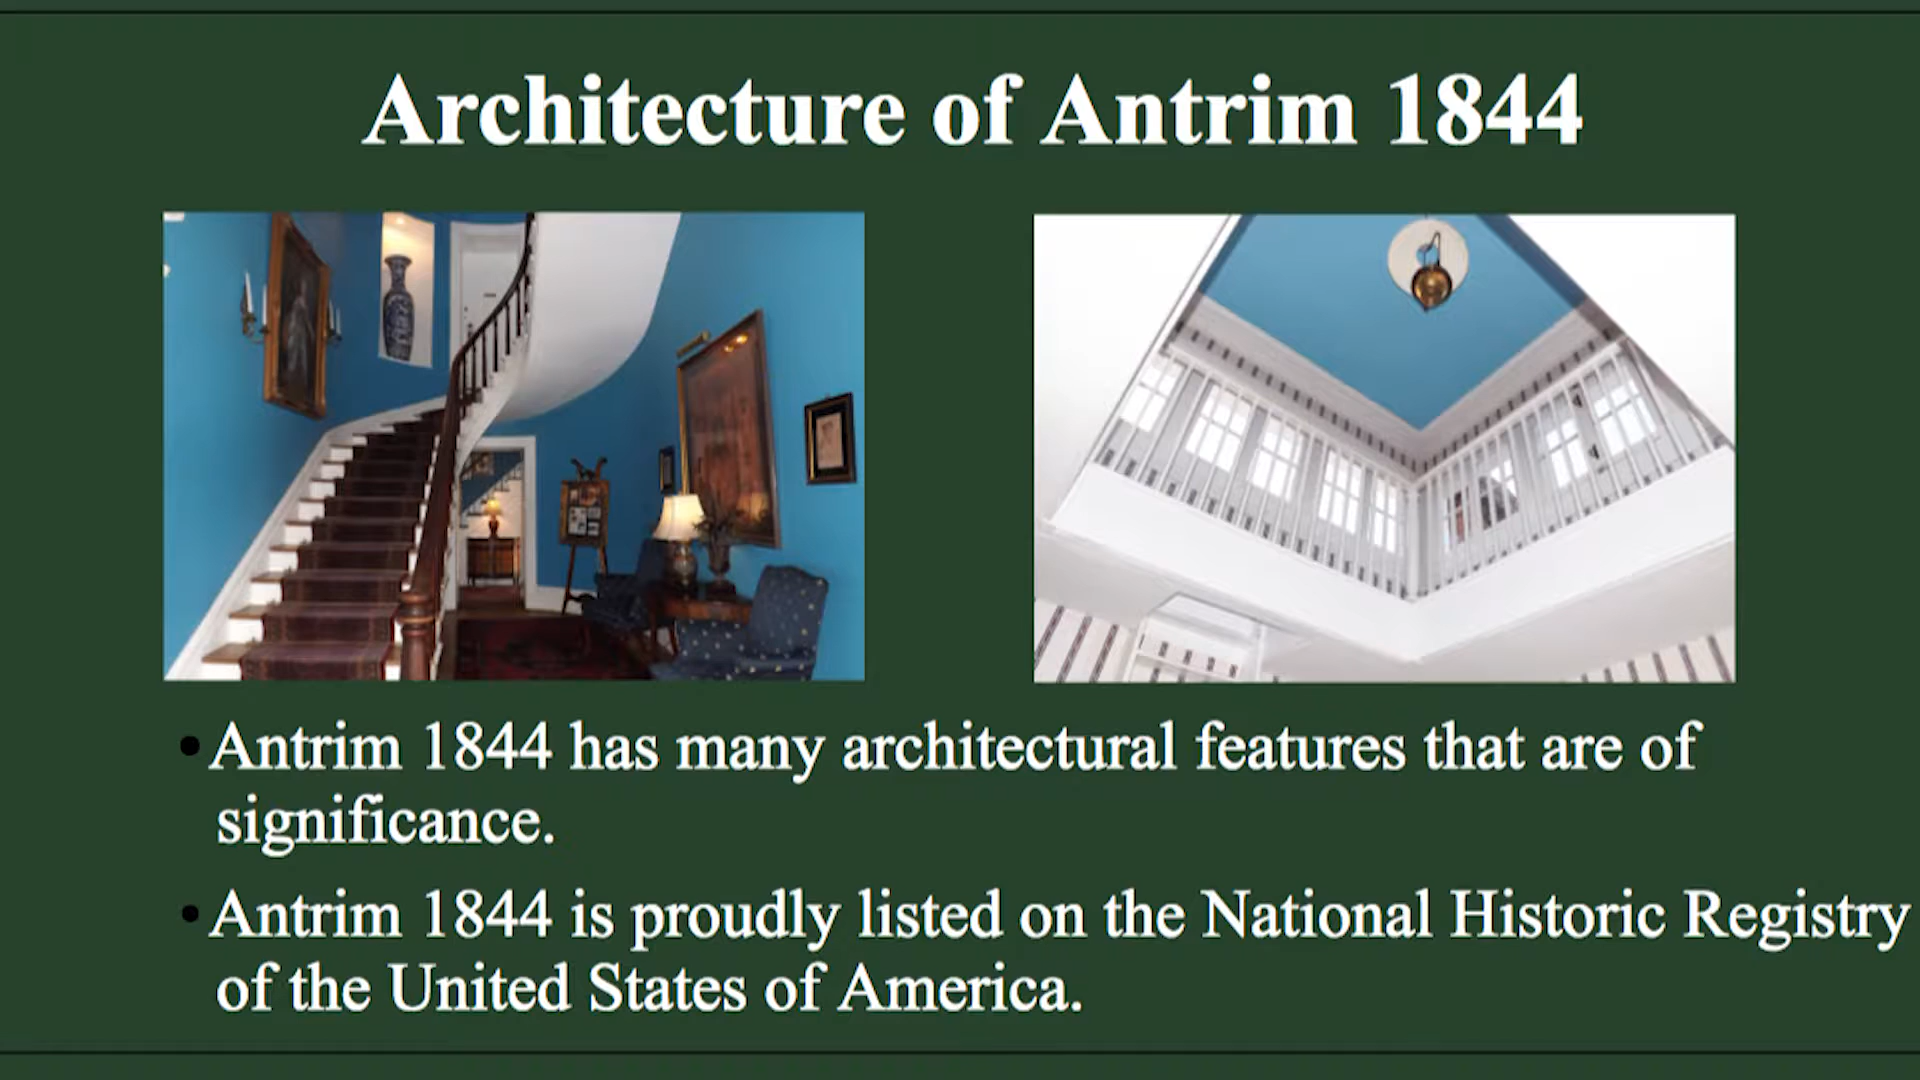 Architecture of Antrim 1844
• Antrim 1844 has many architectural features that are of
significance.
• Antrim 1844 is proudly listed on the National Historic Registry
of the United States of America.